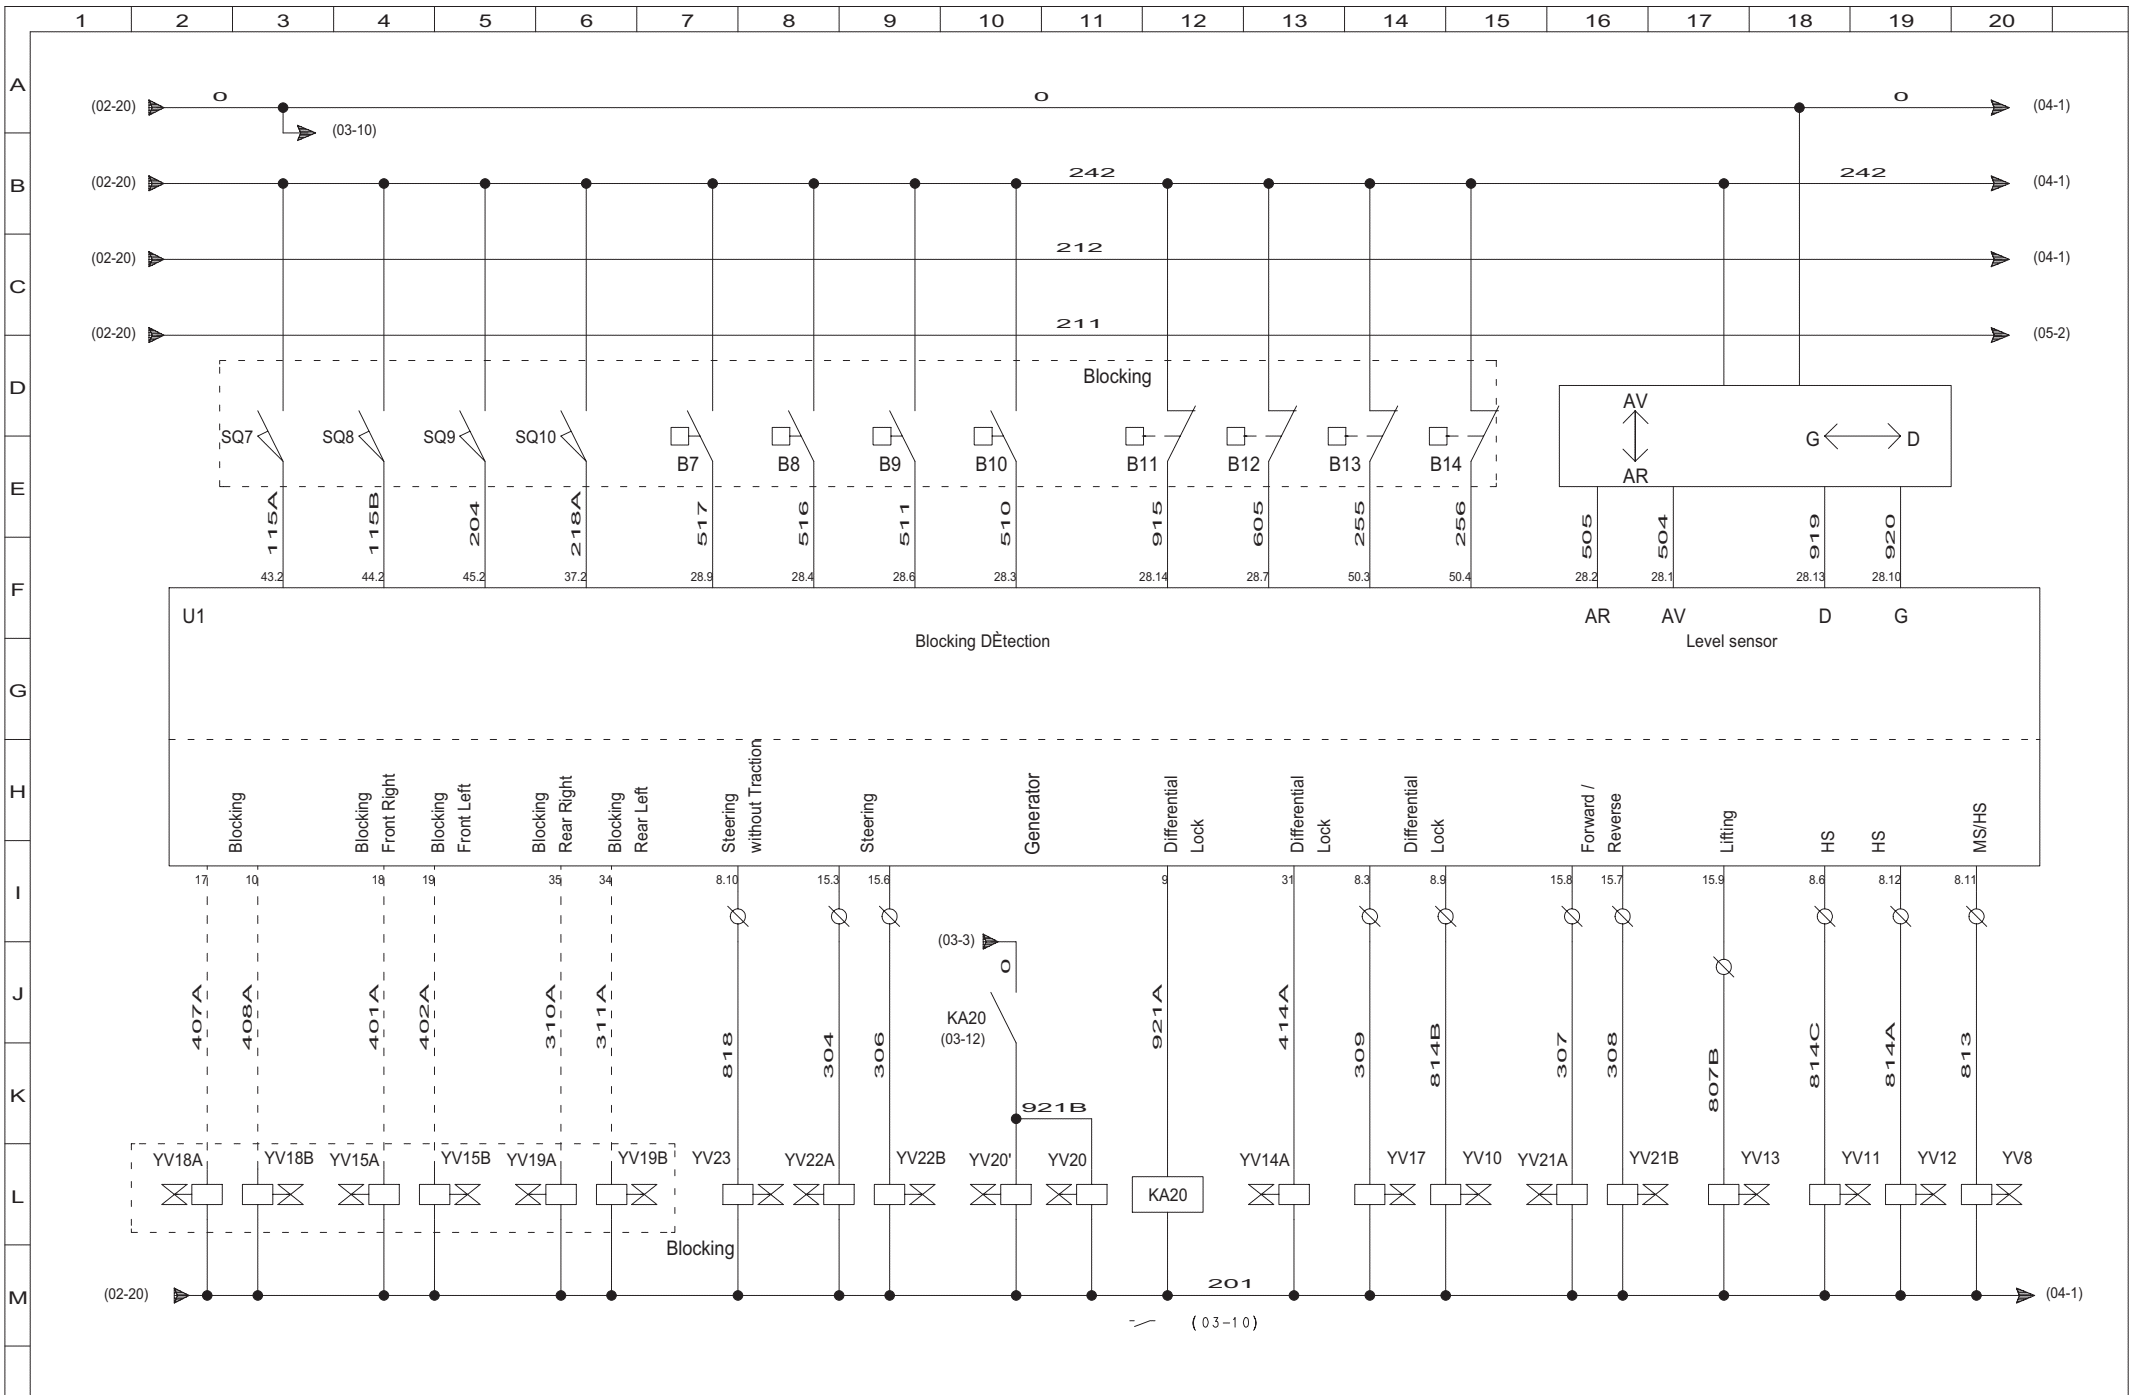 1 2 3 4 5 6 7 8 9 10 11 12 13 14 15 16 17 18 19 20
A
(02-20) 0 0 0 (04-1)
(03-10)
B
(02-20) 242 242 (04-1)
(02-20) 212 (04-1)
C
(02-20) 211 (05-2)
D
Blocking
AV
SQ7 SQ8 SQ9 SQ10 G D
B7 B8 B9 B10 B11 B12 B13 B14
AR
E
115A 115B 204 218A 517 516 511 510 915 605 255 256 505 504 919 920
43.2 44.2 45.2 37.2 28.9 28.4 28.6 28.3 28.14 28.7 50.3 50.4 28.2 28.1 28.13 28.10
F
U1 AR AV D G
Blocking DÈtection Level sensor
G
H
Blocking
Blocking
Front Right
Blocking
Front Left
Blocking
Rear Right
Blocking
Rear Left
Steering
without Traction
Steering
Generator
Differential
Lock
Differential
Lock
Differential
Lock
Forward /
Reverse
Lifting
HS
HS
MS/HS
I
17 10 18 19 35 34 8.10 15.3 15.6 9 31 8.3 8.9 15.8 15.7 15.9 8.6 8.12 8.11
(03-3)
0
J
407A 408A 401A 402A 310A 311A 818 304 306 921A 414A 309 814B 307 308 807B 814C 814A 813
KA20
(03-12)
K
921B
YV18A YV18B YV15A YV15B YV19A YV19B YV23 YV22A YV22B YV20' YV20 YV14A YV17 YV10 YV21A YV21B YV13 YV11 YV12 YV8
L
KA20
Blocking
201
M
(02-20) (04-1)
(03-10)